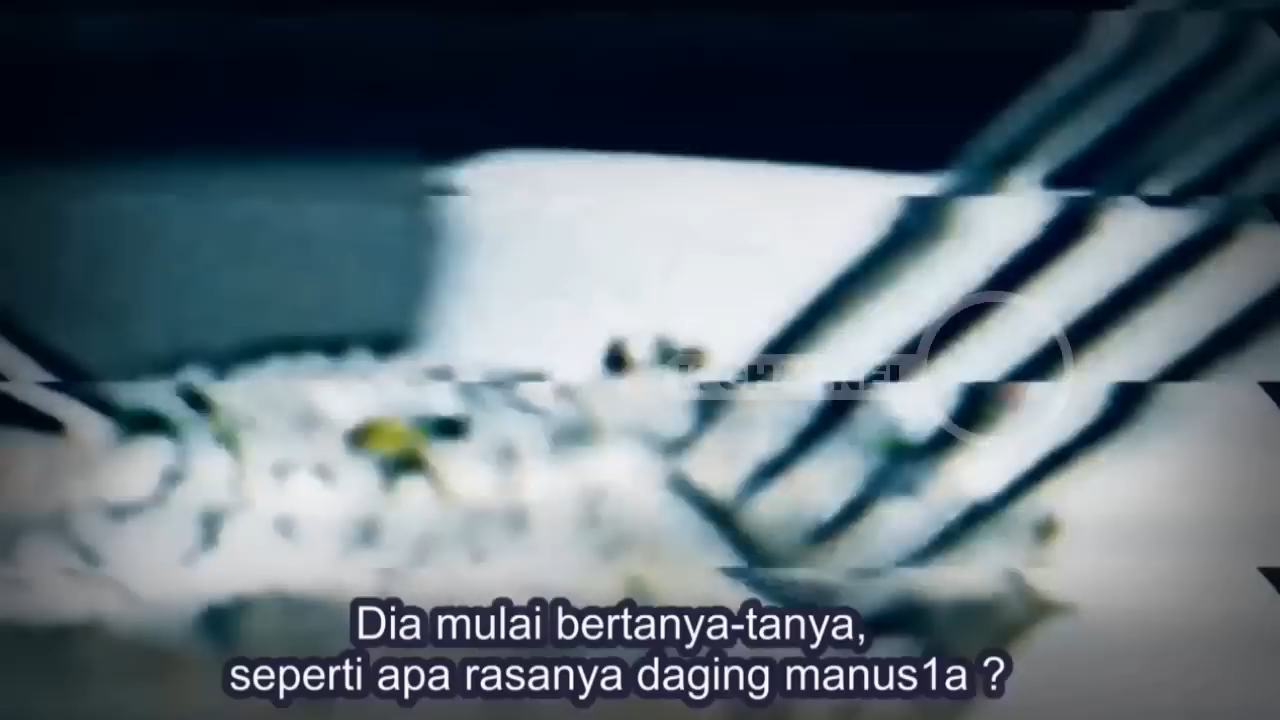 Dia mulai bertanya-tanya,
seperti apa rasanya daging manus1a ?